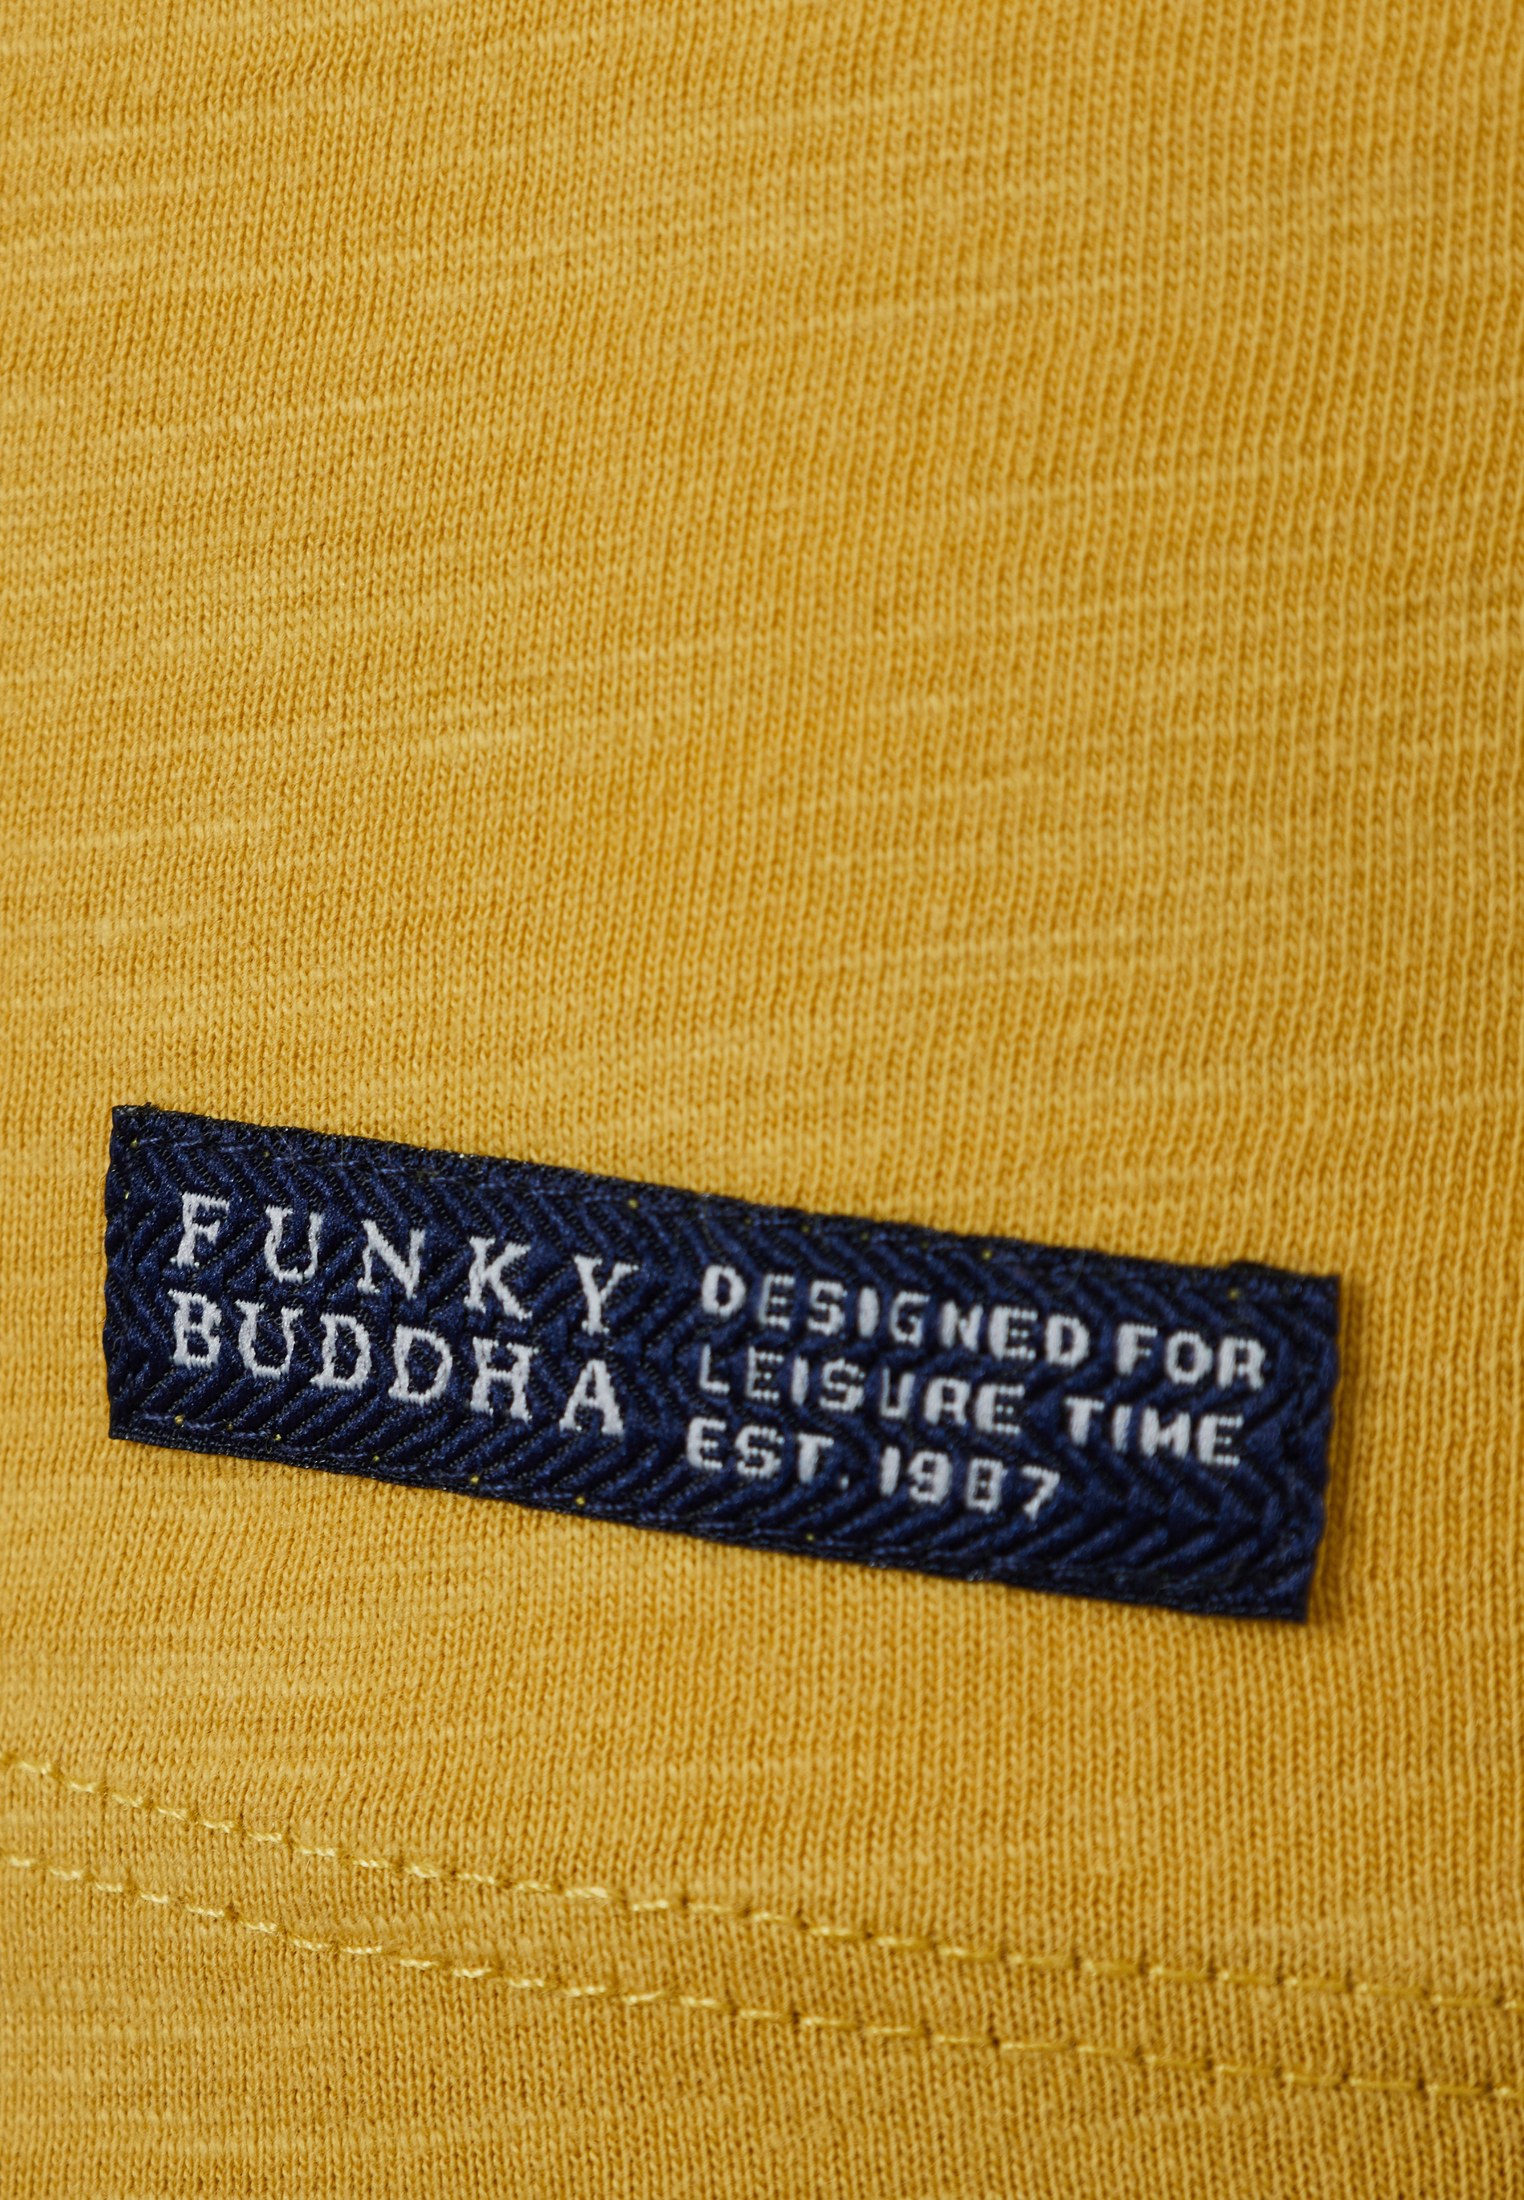 FUNKY
BUDDHA
DESIGNED FOR
LEISURE TIME
EST. 1987